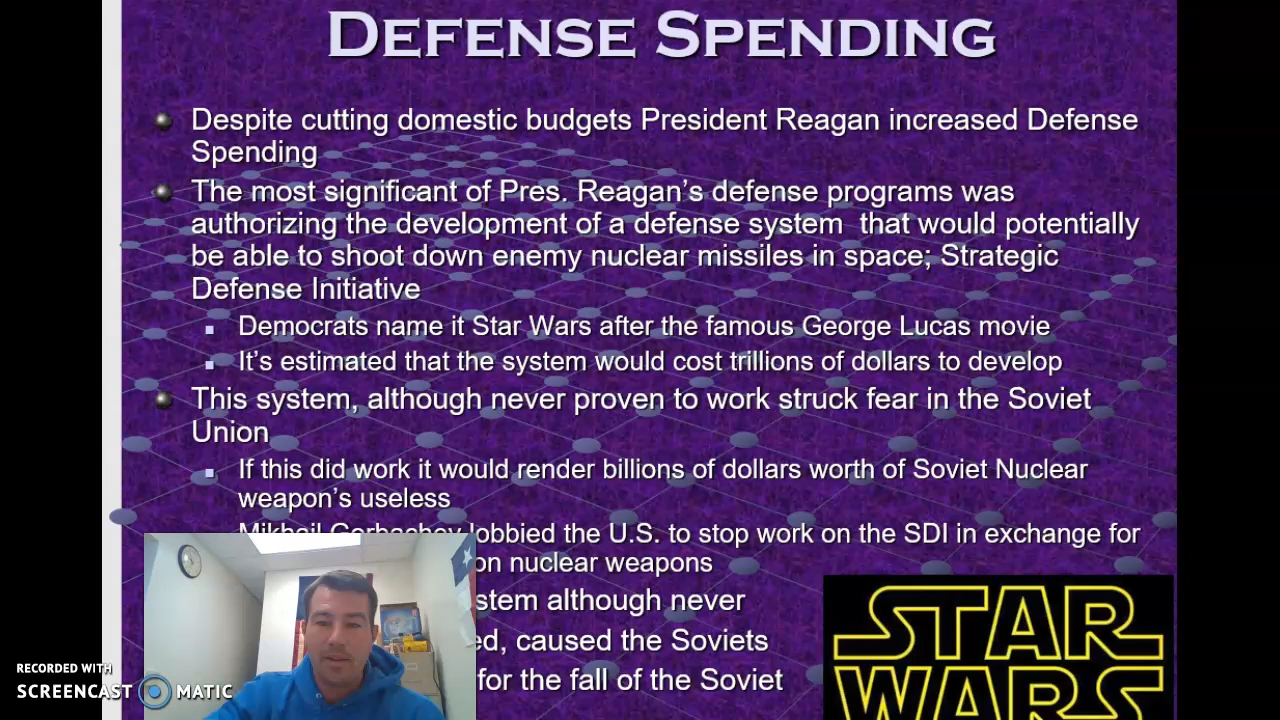 DEFENSE SPENDING
Despite cutting domestic budgets President Reagan increased Defense
Spending
The most significant of Pres. Reagan's defense programs was
authorizing the development of a defense system that would potentially
be able to shoot down enemy nuclear missiles in space; Strategic
Defense Initiative
Democrats name it Star Wars after the famous George Lucas movie
It's estimated that the system would cost trillions of dollars to develop
This system, although never proven to work struck fear in the Soviet
Union
If this did work it would render billions of dollars worth of Soviet Nuclear
weapon's useless
Mikhail Gorbachev lobbied the U.S. to stop work on the SDI in exchange for
on nuclear weapons
stem although never
ed, caused the Soviets
for the fall of the Soviet
STAR
WARS
RECORDED WITH
SCREENCAST MATIC